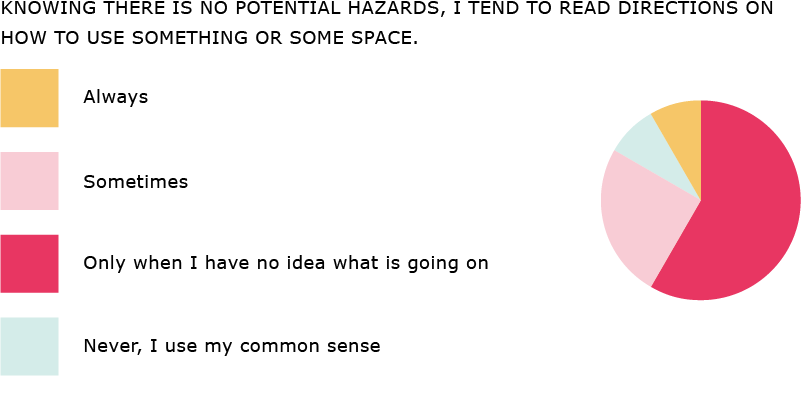 KNOWING THERE IS NO POTENTIAL HAZARDS, I TEND TO READ DIRECTIONS ON
HOW TO USE SOMETHING OR SOME SPACE.
Always
Sometimes
Only when I have no idea what is going on
Never, I use my common sense